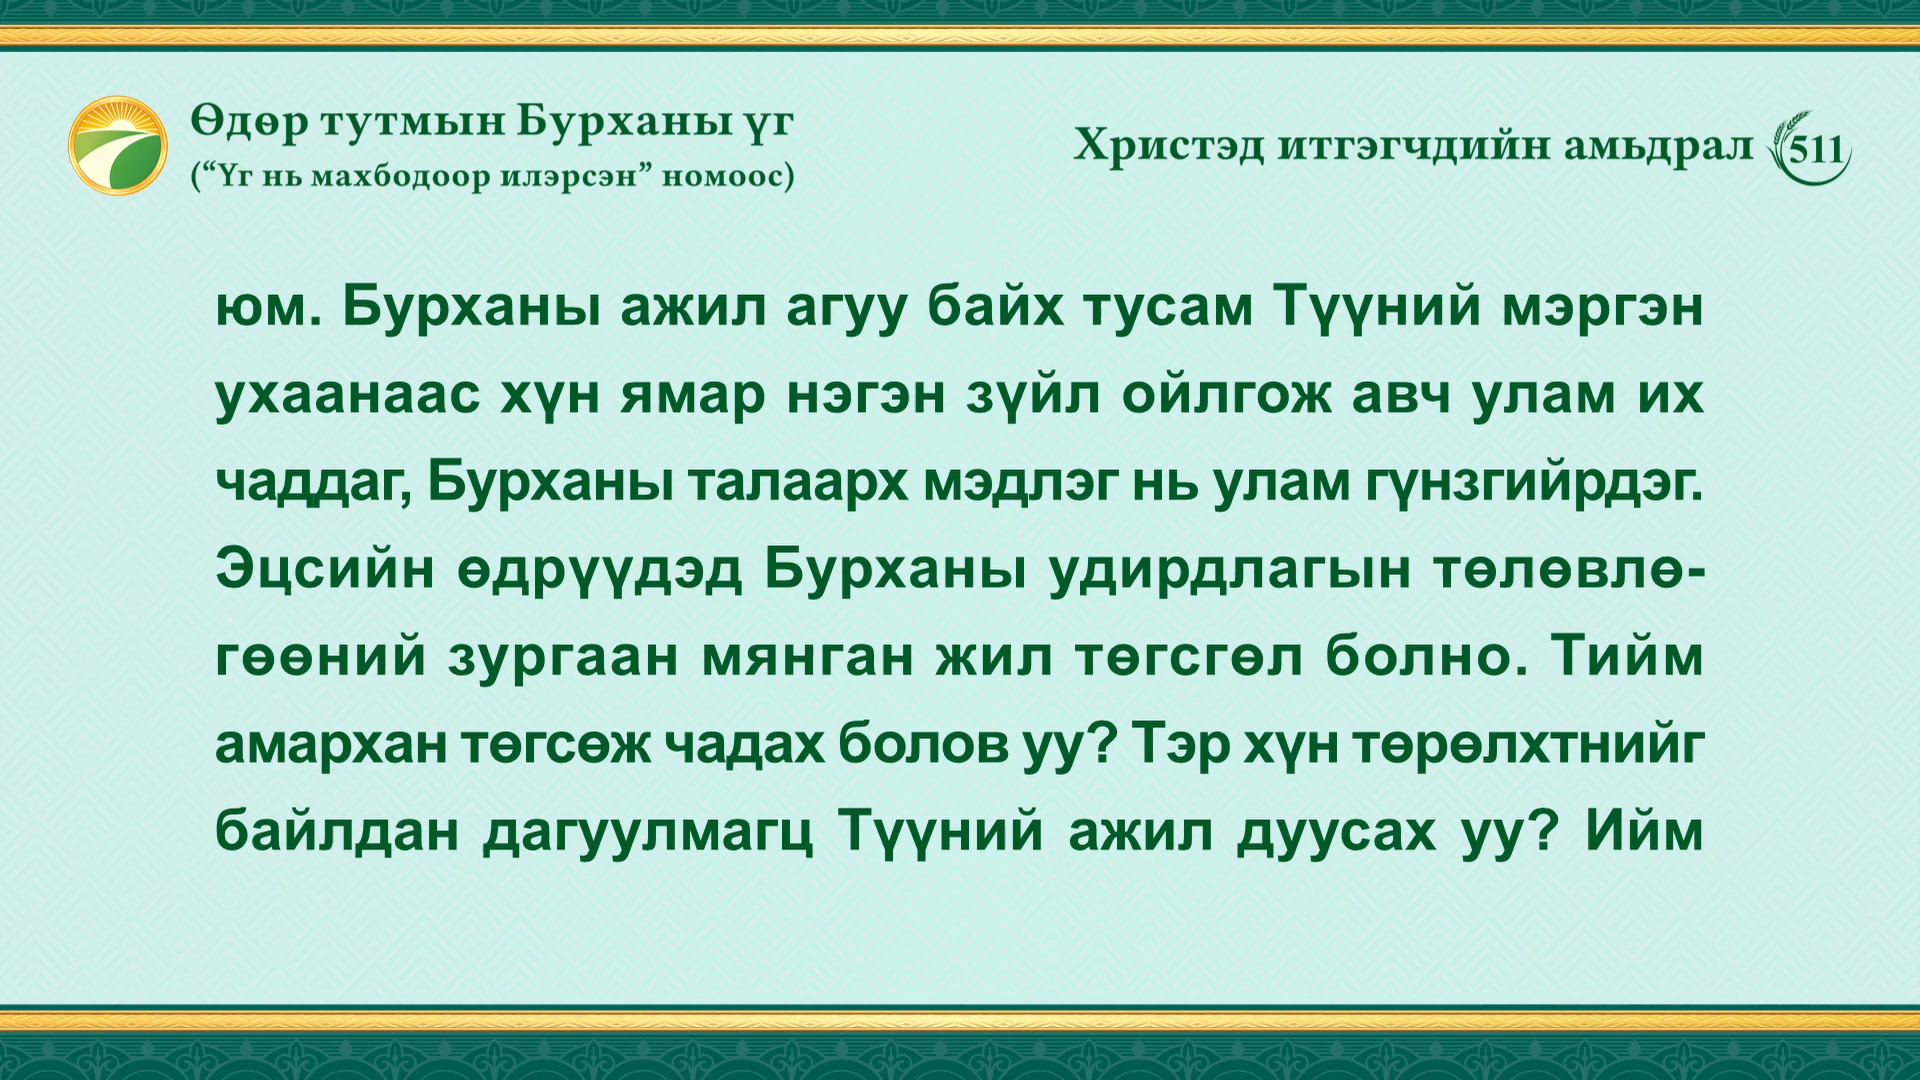 Өдөр тутмын Бурханы үг
(“Үг нь махбодоор илэрсэн” номоос)
Христэд итгэгчдийн амьдрал 511
юм. Бурханы ажил агуу байх тусам Түүний мэргэн
ухаанаас хүн ямар нэгэн зүйл ойлгож авч улам их
чаддаг, Бурханы талаарх мэдлэг нь улам гүнзгийрдэг.
Эцсийн өдрүүдэд Бурханы удирдлагын төлөвлө-
гөөний зургаан мянган жил төгсгөл болно. Тийм
амархан төгсөж чадах болов уу? Тэр хүн төрөлхтнийг
байлдан дагуулмагц Түүний ажил дуусах уу? Ийм